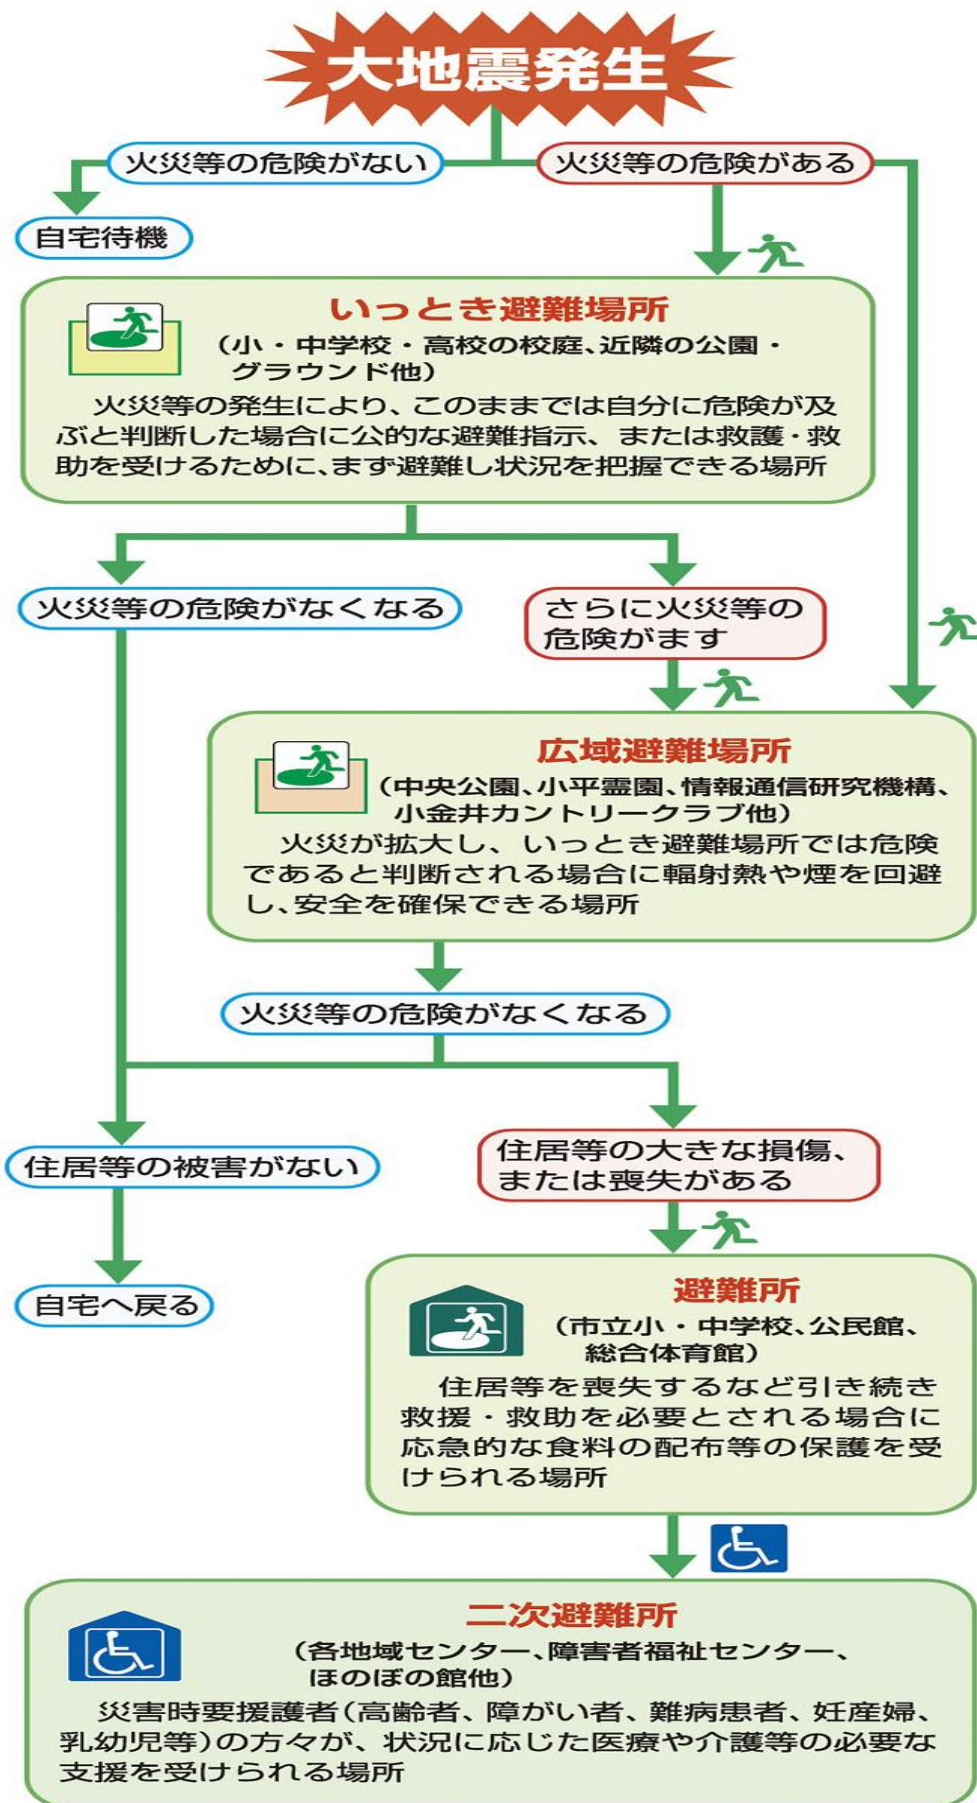 大地震発生
火災等の危険がない
火災等の危険がある
自宅待機
いっとき避難場所
（小・中学校・高校の校庭、近隣の公園・
グラウンド他）
火災等の発生により、このままでは自分に危険が及
ぶと判断した場合に公的な避難指示、または救護・救
助を受けるために、まず避難し状況を把握できる場所
火災等の危険がなくなる
さらに火災等の
危険がます
広域避難場所
（中央公園、小平霊園、情報通信研究機構、
小金井カントリークラブ他）
火災が拡大し、いっとき避難場所では危険
であると判断される場合に輻射熱や煙を回避
し、安全を確保できる場所
火災等の危険がなくなる
住居等の被害がない
住居等の大きな損傷、
または喪失がある
自宅へ戻る
避難所
（市立小・中学校、公民館、
総合体育館）
住居等を喪失するなど引き続き
救援・救助を必要とされる場合に
応急的な食料の配布等の保護を受
けられる場所
二次避難所
（各地域センター、障害者福祉センター、
ほのぼの館他）
災害時要援護者（高齢者、障がい者、難病患者、妊産婦、
乳幼児等）の方々が、状況に応じた医療や介護等の必要な
支援を受けられる場所